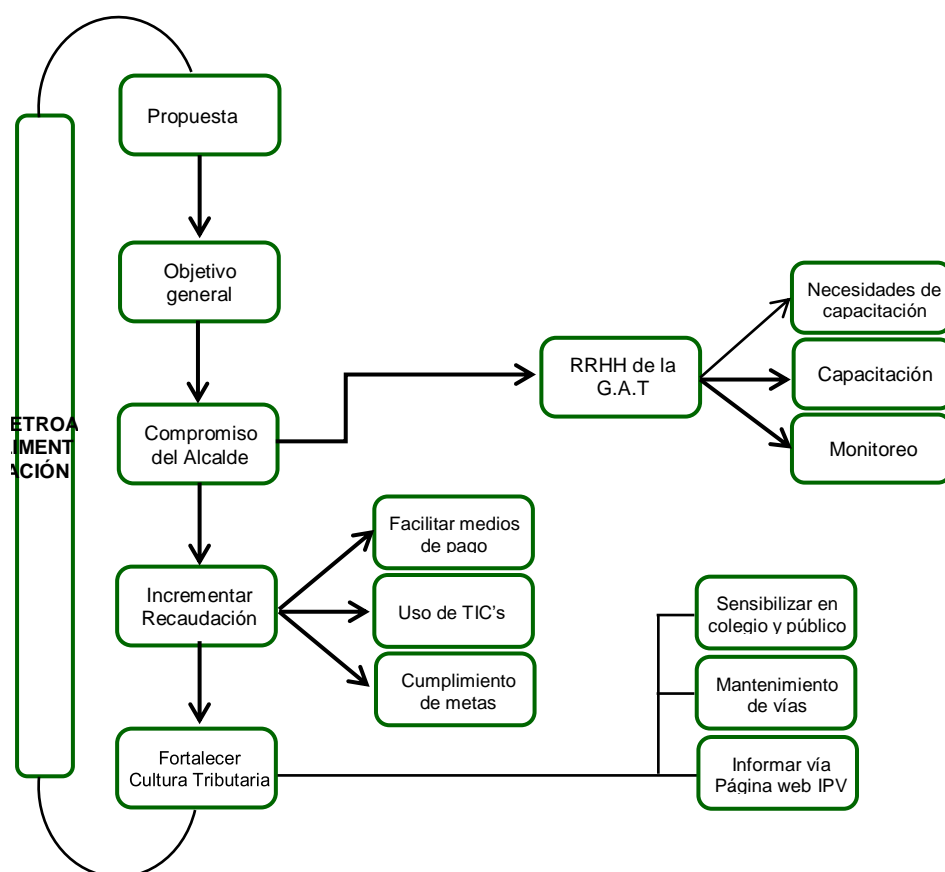 Propuesta
Objetivo
general
Necesidades de
capacitación
RRHH de la
G.A.T
Capacitación
Compromiso
del Alcalde
Monitoreo
ETROA
LIMENT
ACIÓN
Facilitar medios
de pago
Incrementar
Recaudación
Uso de TIC's
Sensibilizar en
colegio y público
Cumplimiento
de metas
Mantenimiento
de vías
Fortalecer
Cultura Tributaria
Informar vía
Página web IPV